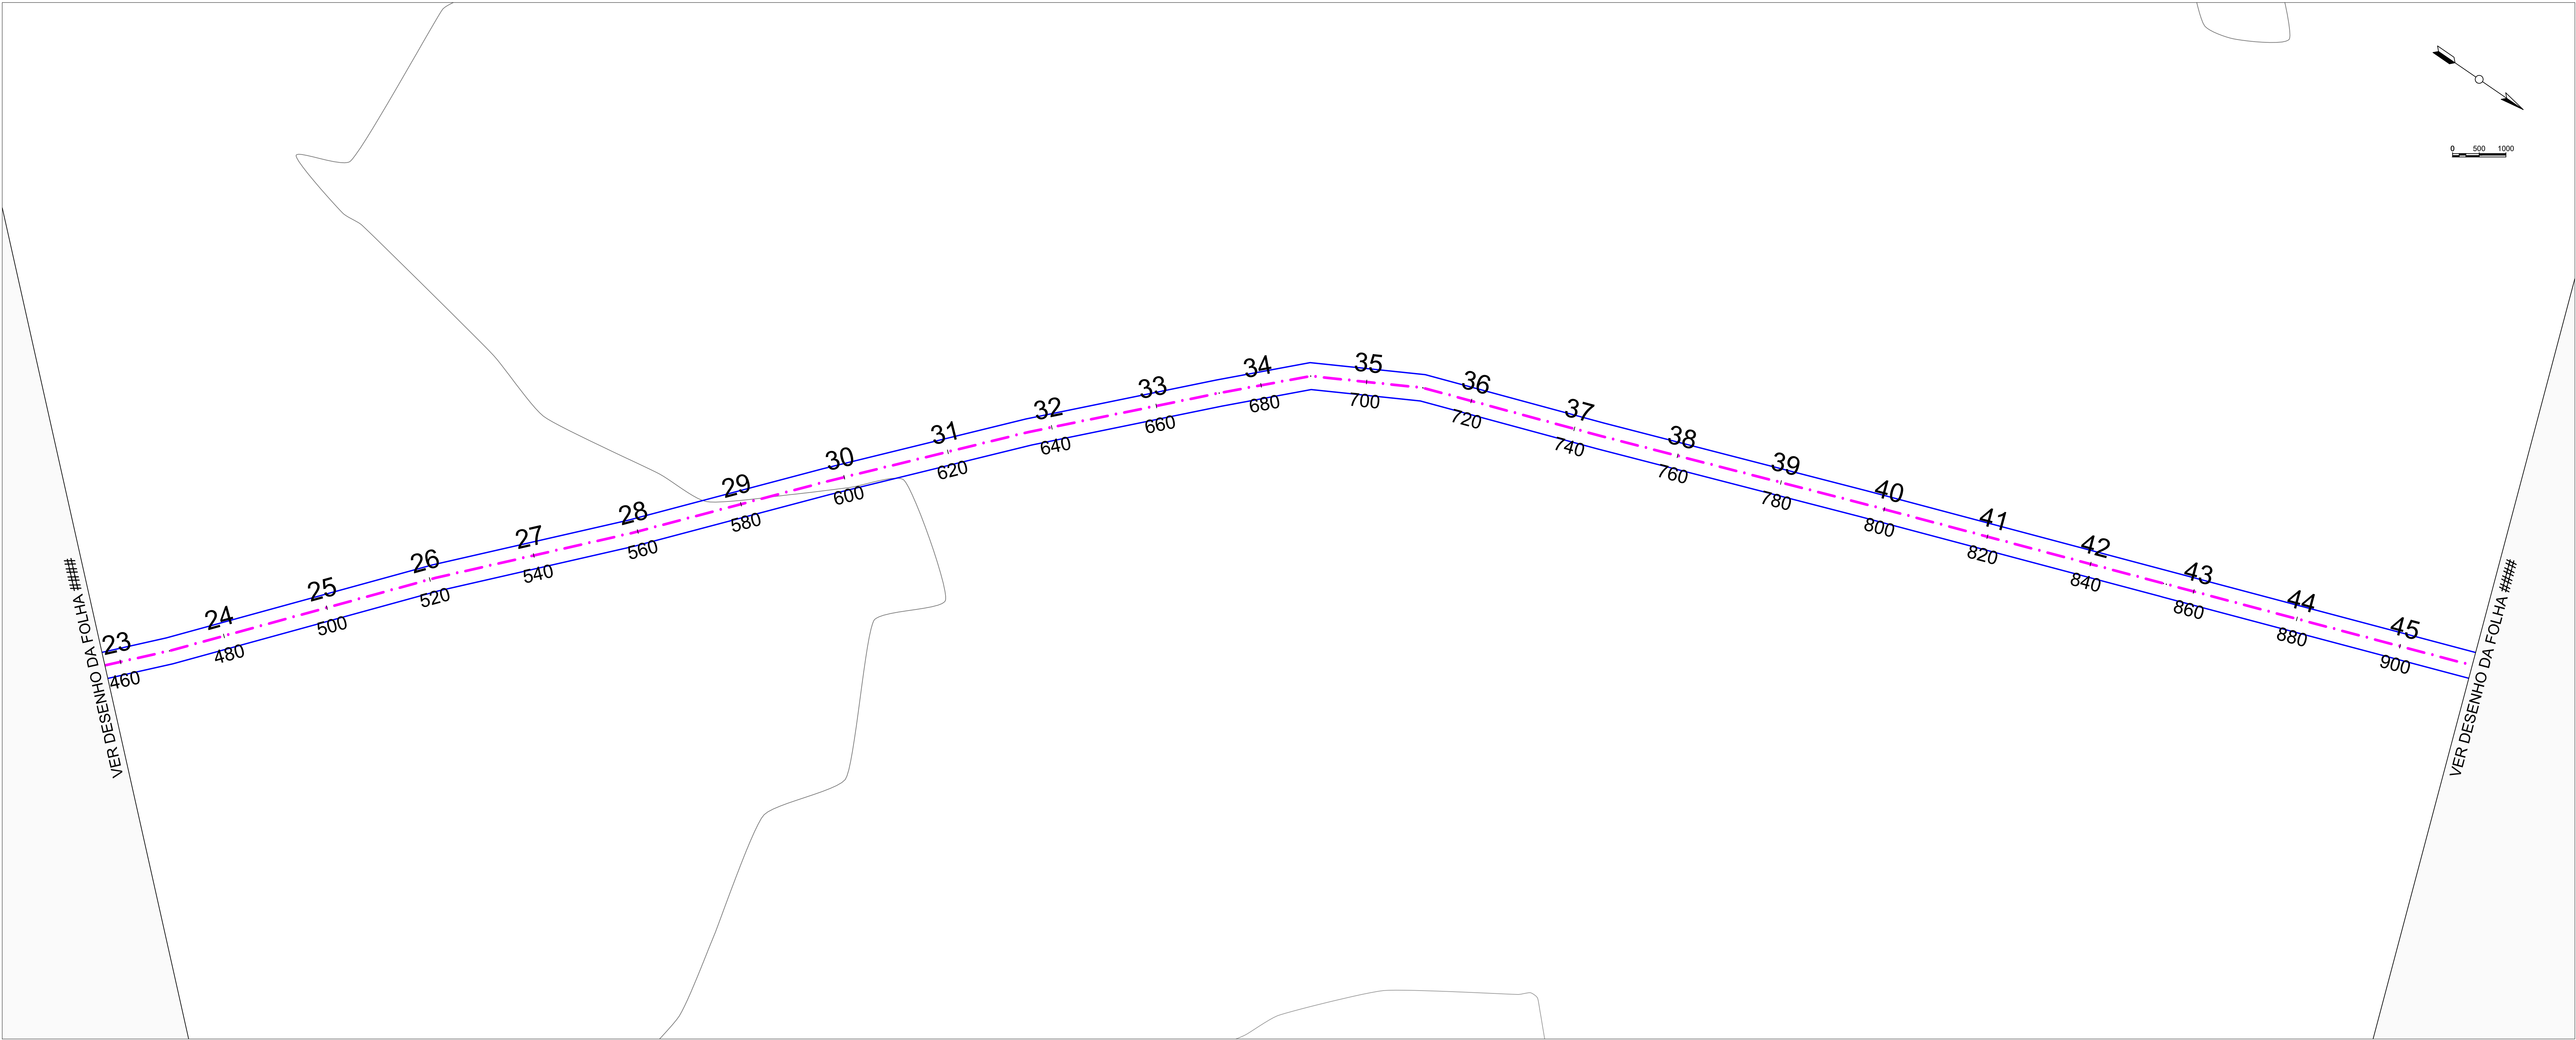 0 500 1000
VER DESENHO DA FOLHA ####
23 24 25 26 27 28 29 30 31 32 33 34 35 36 37 38 39 40 41 42 43 44 45
460 480 500 520 540 560 580 600 620 640 660 680 700 720 740 760 780 800 820 840 860 880 900
VER DESENHO DA FOLHA ####